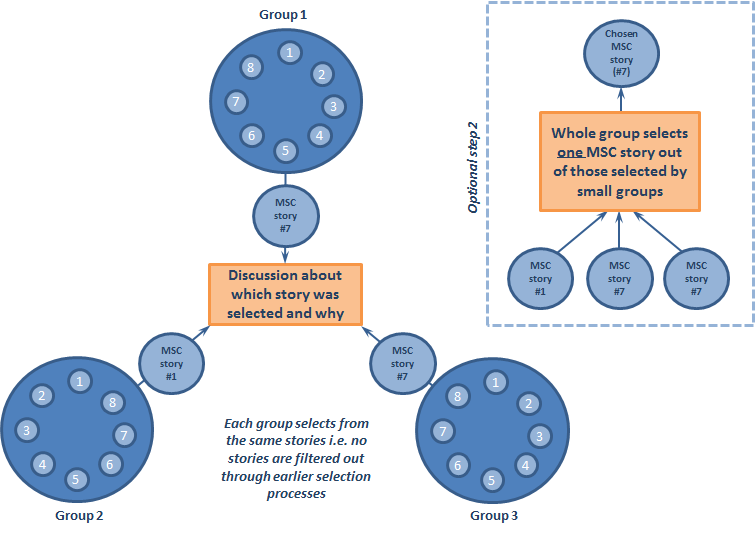 Group 1
1
2
3
4
5
6
7
8
MSC
story
#7
Discussion about
which story was
selected and why
MSC
story
#1
MSC
story
#7
1
2
3
4
5
6
7
8
Group 2
Each group selects from
the same stories i.e. no
stories are filtered out
through earlier selection
processes
1
2
3
4
5
6
7
8
Group 3
Optional step 2
Chosen
MSC
story
(#7)
Whole group selects
one MSC story out
of those selected by
small groups
MSC
story
#1
MSC
story
#7
MSC
story
#7